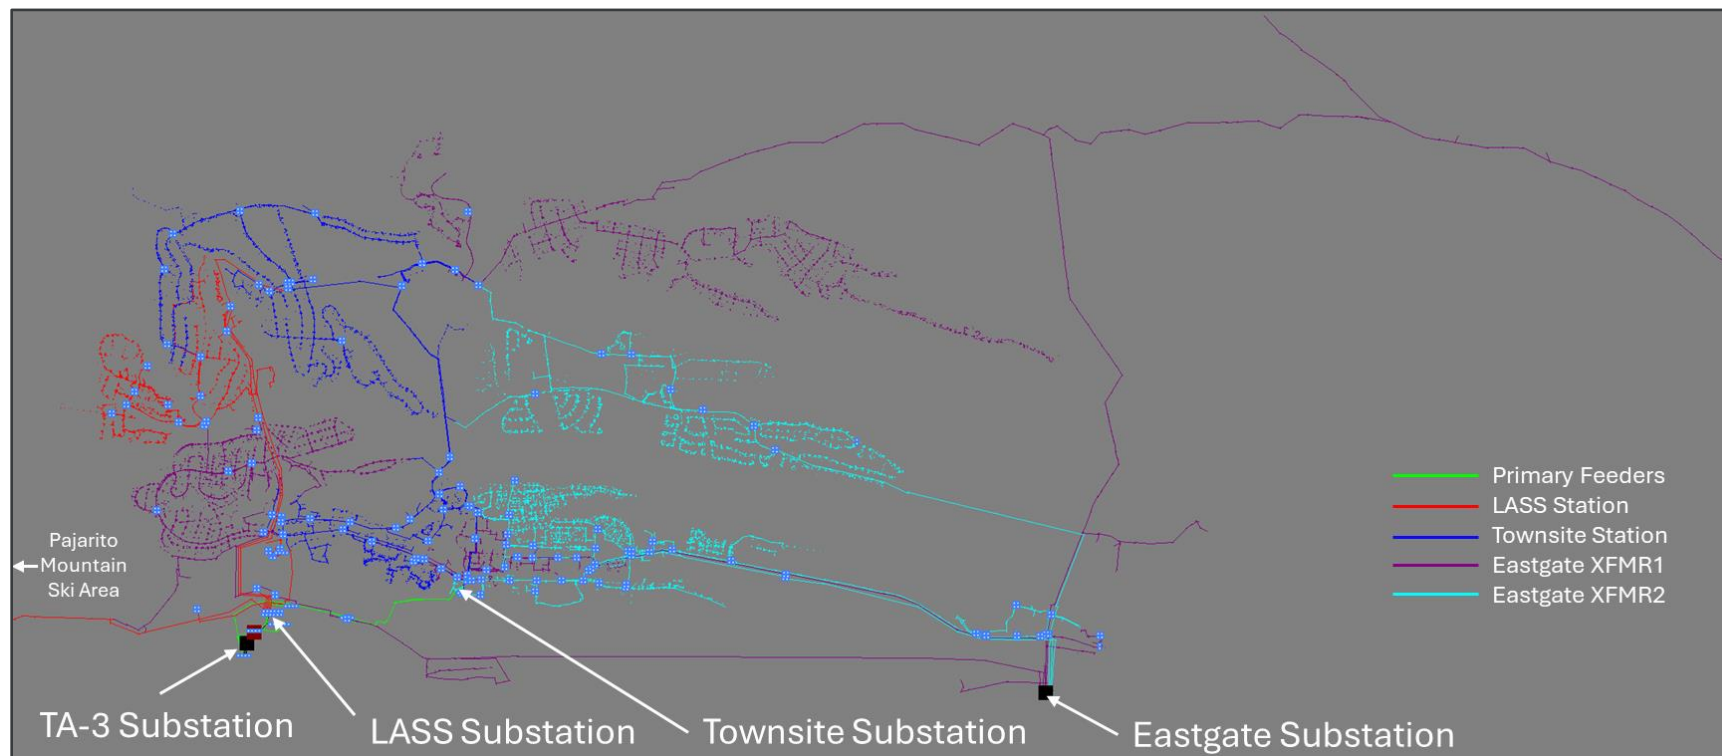 Primary Feeders
LASS Station
Townsite Station
Eastgate XFMR1
Eastgate XFMR2
Pajarito
Mountain
Ski Area
TA-3 Substation
LASS Substation
Townsite Substation
Eastgate Substation